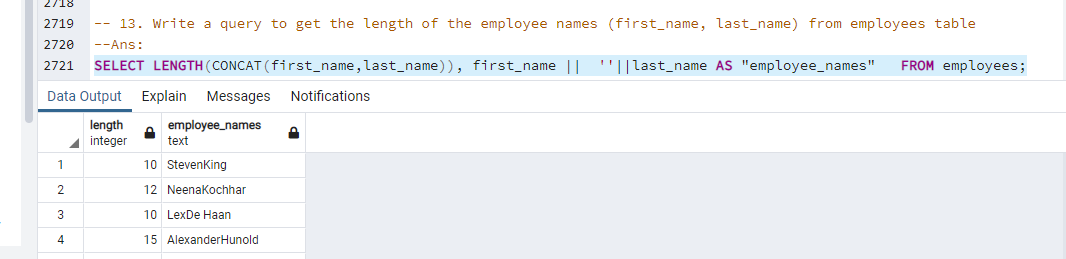 2718
2719 -- 13. Write a query to get the length of the employee names (first_name, last_name) from employees table
2720 --Ans:
2721 SELECT LENGTH(CONCAT(first_name,last_name)), first_name ||  ''||last_name AS "employee_names"   FROM employees;
Data Output Explain Messages Notifications
length employee_names
integer text
1 10 StevenKing
2 12 NeenaKochhar
3 10 LexDe Haan
4 15 AlexanderHunold